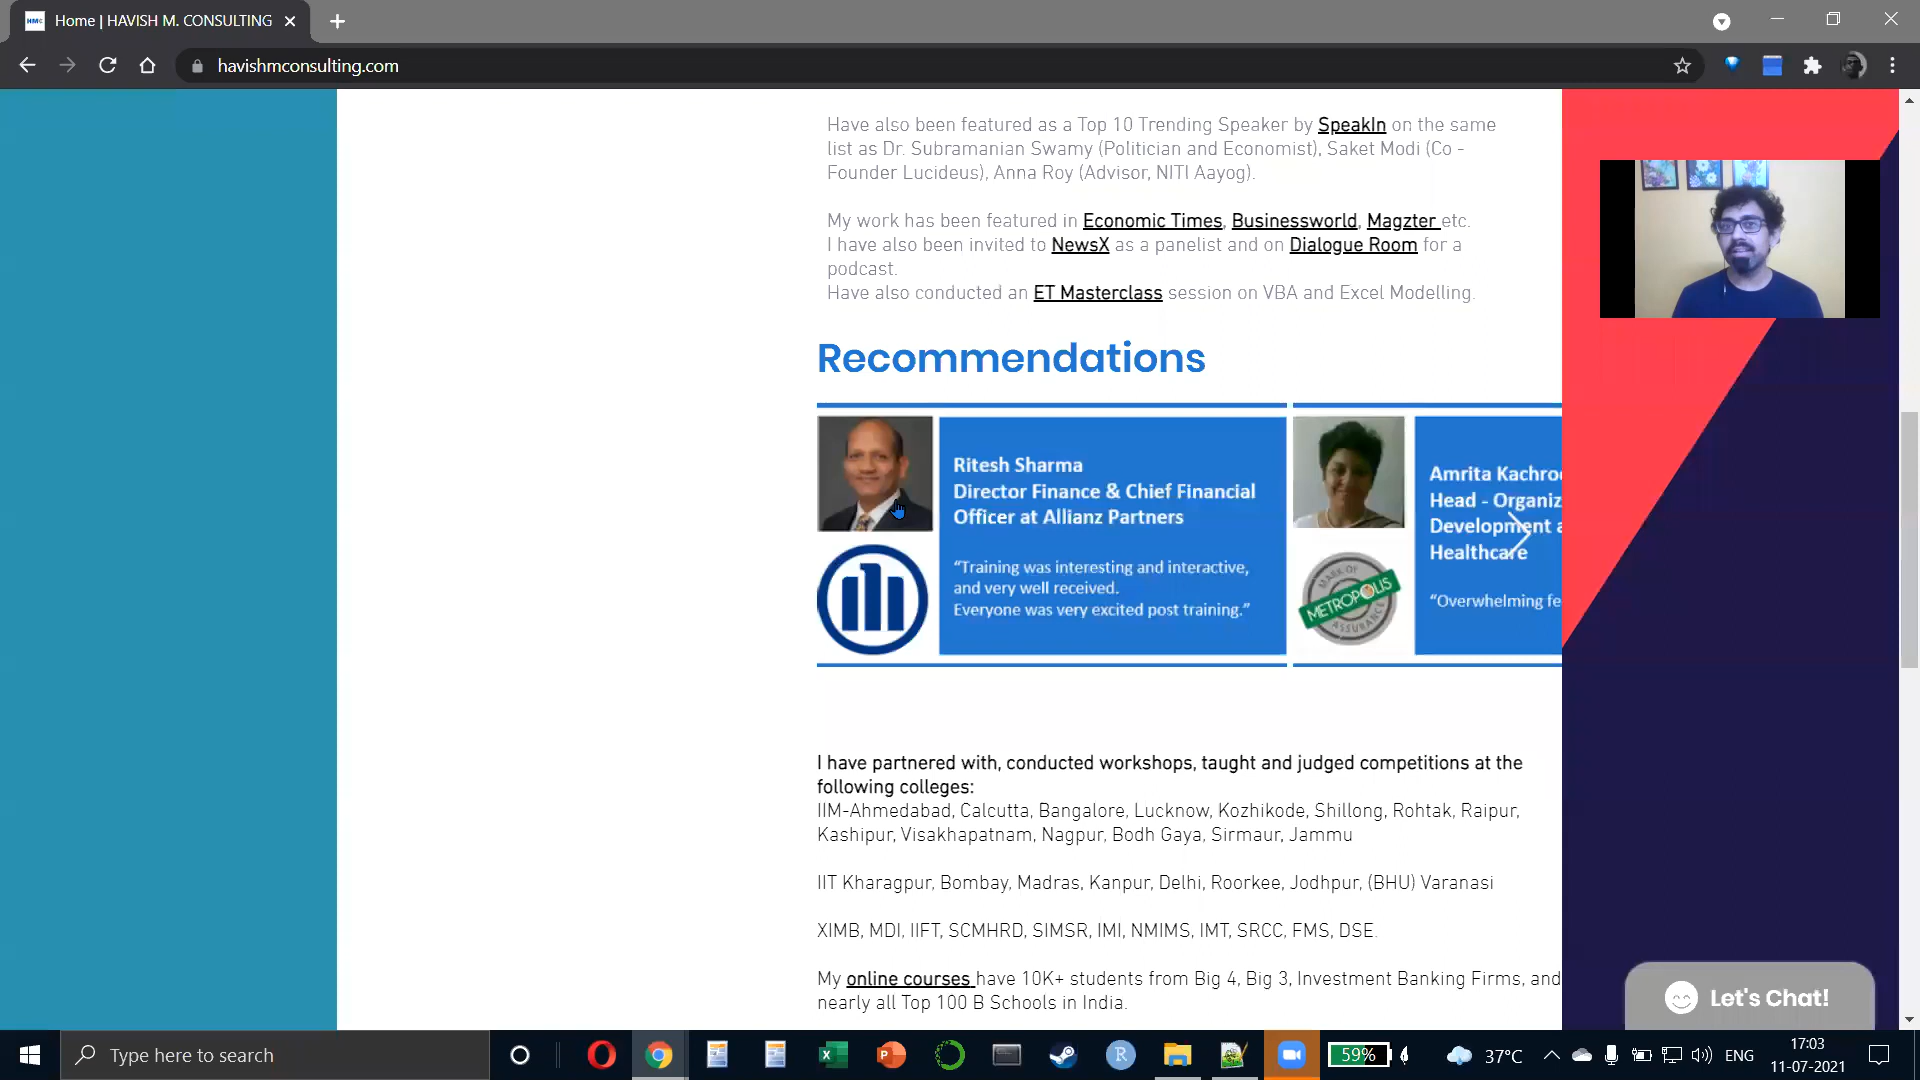 HMC Home | HAVISH M. CONSULTING
havishmconsulting.com
Have also been featured as a Top 10 Trending Speaker by SpeakIn on the same
list as Dr. Subramanian Swamy (Politician and Economist), Saket Modi (Co -
Founder Lucideus), Anna Roy (Advisor, NITI Aayog).
My work has been featured in Economic Times, Businessworld, Magzter etc.
I have also been invited to NewsX as a panelist and on Dialogue Room for a
podcast.
Have also conducted an ET Masterclass session on VBA and Excel Modelling.
Recommendations
Ritesh Sharma
Director Finance & Chief Financial
Officer at Allianz Partners
“Training was interesting and interactive,
and very well received.
Everyone was very excited post training.”
Amrita Kachro
Head - Organiz
Development a
Healthcare
“Overwhelming fe
MARK OF
METROPOLIS
ASSURANCE
I have partnered with, conducted workshops, taught and judged competitions at the
following colleges:
IIM-Ahmedabad, Calcutta, Bangalore, Lucknow, Kozhikode, Shillong, Rohtak, Raipur,
Kashipur, Visakhapatnam, Nagpur, Bodh Gaya, Sirmaur, Jammu
IIT Kharagpur, Bombay, Madras, Kanpur, Delhi, Roorkee, Jodhpur, (BHU) Varanasi
XIMB, MDI, IIFT, SCMHRD, SIMSR, IMI, NMIMS, IMT, SRCC, FMS, DSE.
My online courses have 10K+ students from Big 4, Big 3, Investment Banking Firms, and
nearly all Top 100 B Schools in India.
Let's Chat!
Type here to search
59%
37°C
ENG
17:03
11-07-2021